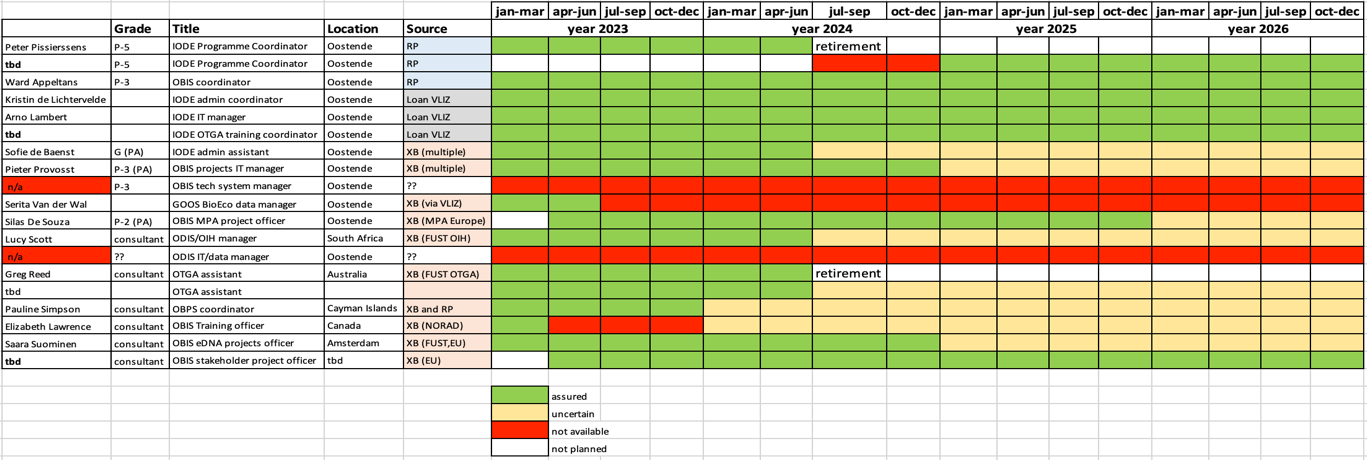 jan-mar apr-jun jul-sep oct-dec jan-mar apr-jun jul-sep oct-dec jan-mar apr-jun jul-sep oct-dec jan-mar apr-jun jul-sep oct-dec
Grade Title Location Source year 2023 year 2024 year 2025 year 2026
Peter Pissierssens P-5 IODE Programme Coordinator Oostende RP retirement
tbd P-5 IODE Programme Coordinator Oostende RP
Ward Appeltans P-3 OBIS coordinator Oostende RP
Kristin de Lichtervelde IODE admin coordinator Oostende Loan VLIZ
Arno Lambert IODE IT manager Oostende Loan VLIZ
tbd IODE OTGA training coordinator Oostende Loan VLIZ
Sofie de Baenst G (PA) IODE admin assistant Oostende XB (multiple)
Pieter Provosst P-3 (PA) OBIS projects IT manager Oostende XB (multiple)
n/a P-3 OBIS tech system manager Oostende ??
Serita Van der Wal GOOS BioEco data manager Oostende XB (via VLIZ)
Silas De Souza P-2 (PA) OBIS MPA project officer Oostende XB (MPA Europe)
Lucy Scott consultant ODIS/OIH manager South Africa XB (FUST OIH)
n/a ?? ODIS IT/data manager Oostende ??
Greg Reed consultant OTGA assistant Australia XB (FUST OTGA) retirement
tbd OTGA assistant
Pauline Simpson consultant OBPS coordinator Cayman Islands XB and RP
Elizabeth Lawrence consultant OBIS Training officer Canada XB (NORAD)
Saara Suominen consultant OBIS eDNA projects officer Amsterdam XB (FUST,EU)
tbd consultant OBIS stakeholder project officer tbd XB (EU)
assured
uncertain
not available
not planned